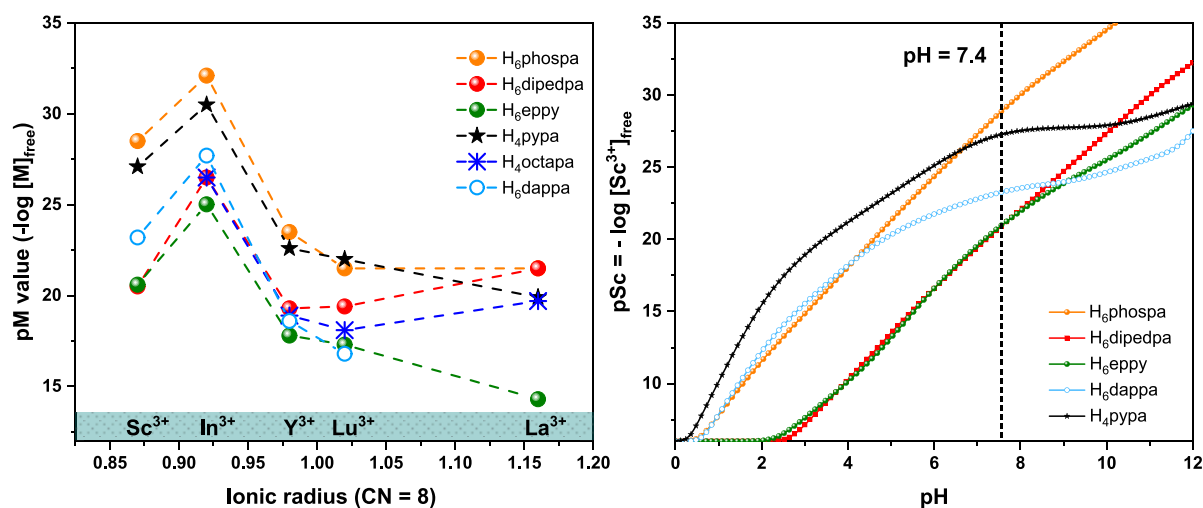 35
30
25
20
15
pM value (-log [M]free)
H6phospa
H6dipedpa
H6eppy
H4pypa
H4octapa
H6dappa
Sc3+
In3+
Y3+
Lu3+
La3+
0.85
0.90
0.95
1.00
1.05
1.10
1.15
1.20
Ionic radius (CN = 8)
35
30
25
20
15
10
pSc = - log [Sc3+]free
pH = 7.4
H6phospa
H6dipedpa
H6eppy
H6dappa
H4pypa
0
2
4
6
8
10
12
pH